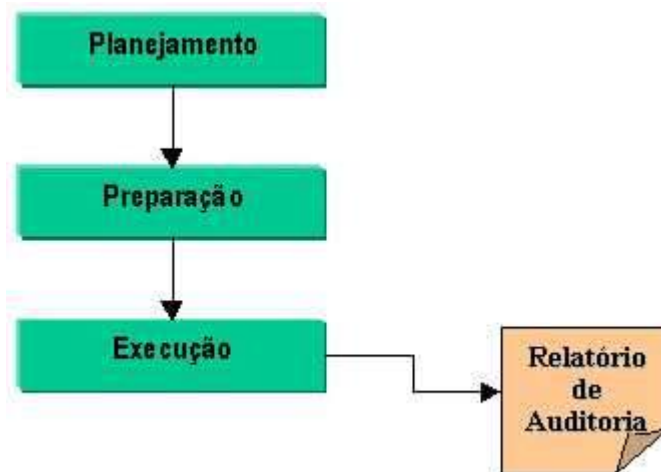 Planejamento
Preparação
Execução
Relatório
de
Auditoria